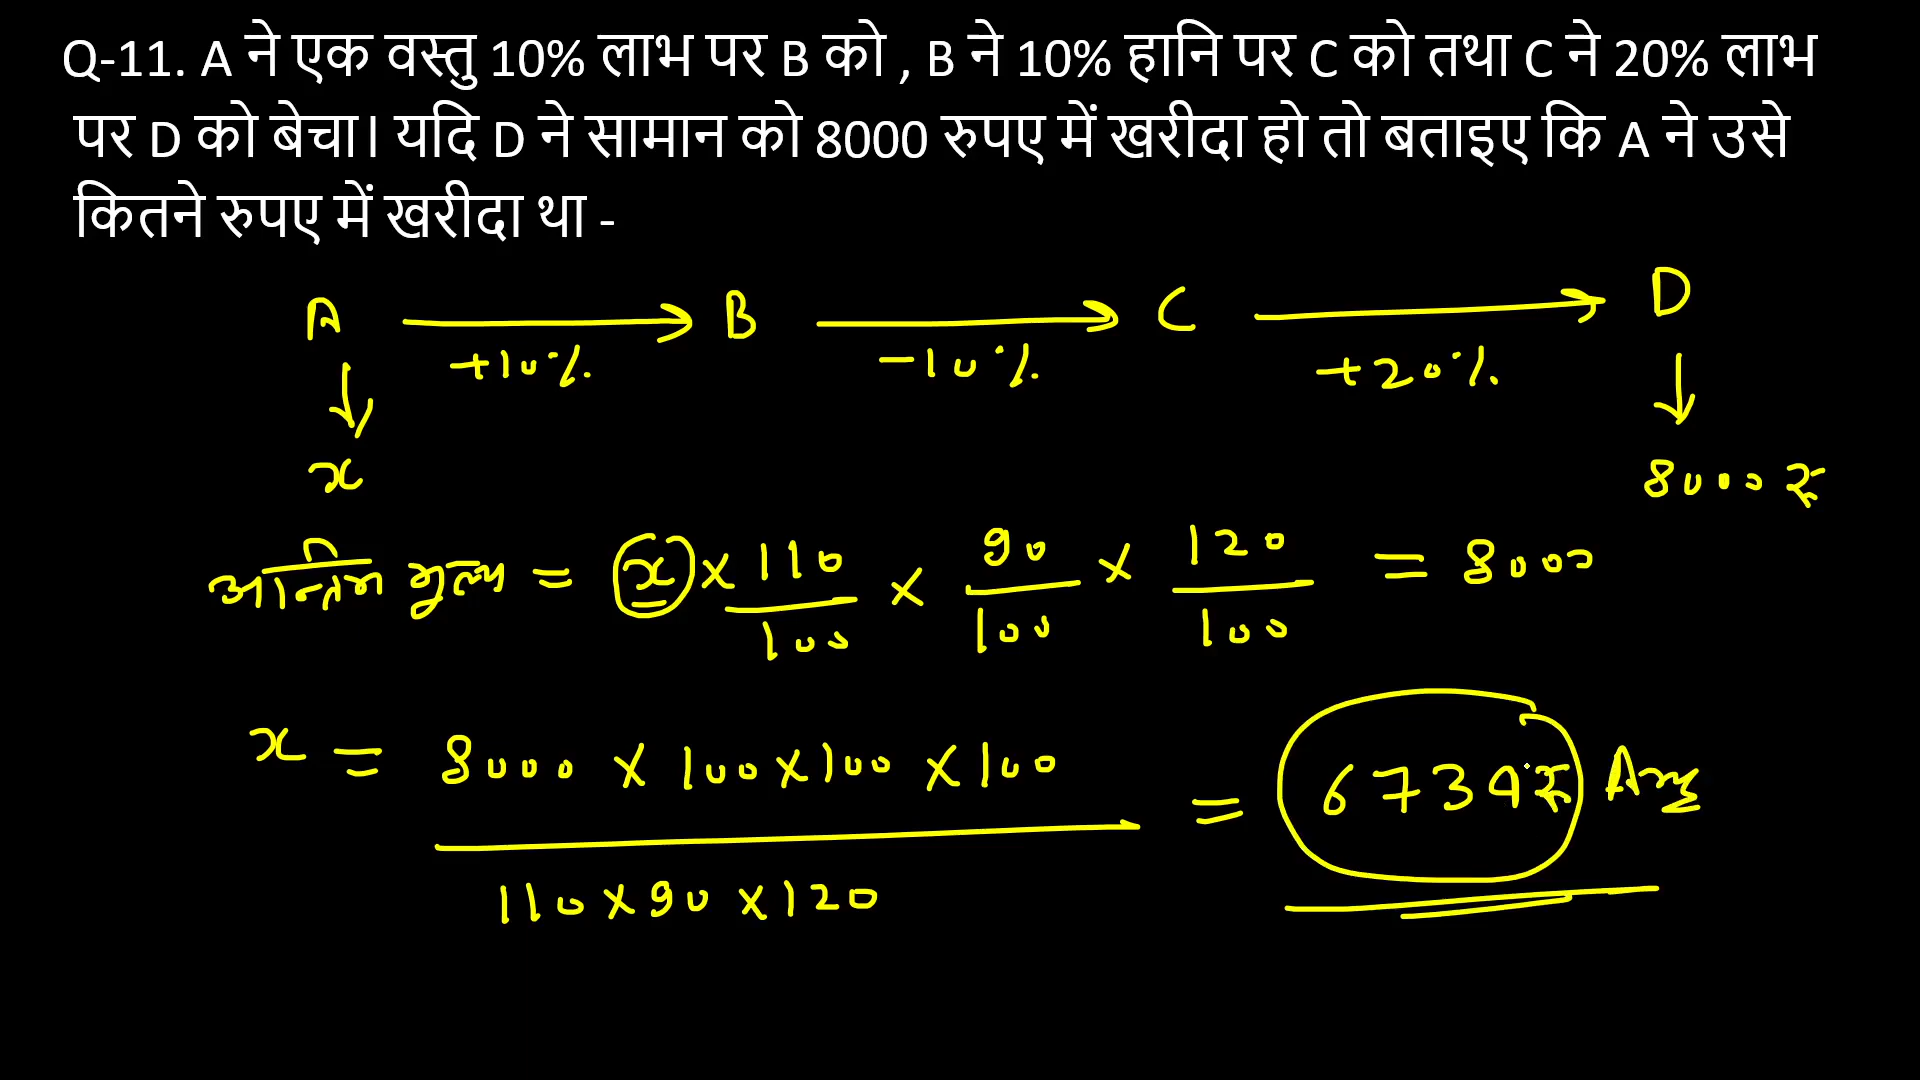 Q-11. A ने एक वस्तु 10% लाभ पर B को , B ने 10% हानि पर C को तथा C ने 20% लाभ
पर D को बेचा। यदि D ने सामान को 8000 रुपए में खरीदा हो तो बताइए कि A ने उसे
कितने रुपए में खरीदा था -
A → B → C → D
+10% -10% +20%
x 8000 रु
अन्तिम मूल्य = x × 110/100 × 90/100 × 120/100 = 8000
x = 8000 × 100 × 100 × 100 / 110 × 90 × 120 = 6734 रु Ans